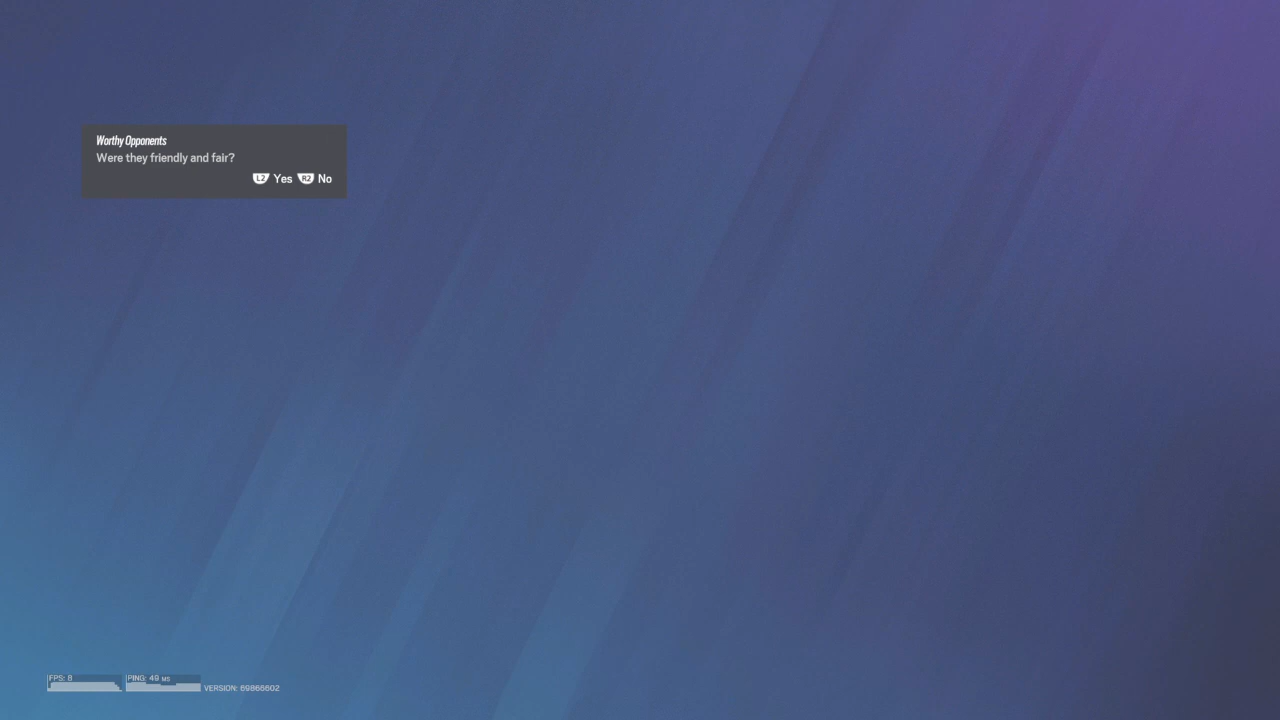 Worthy Opponents
Were they friendly and fair?
L2 Yes R2 No
FPS: 8 PING: 49 MS VERSION: 69866602